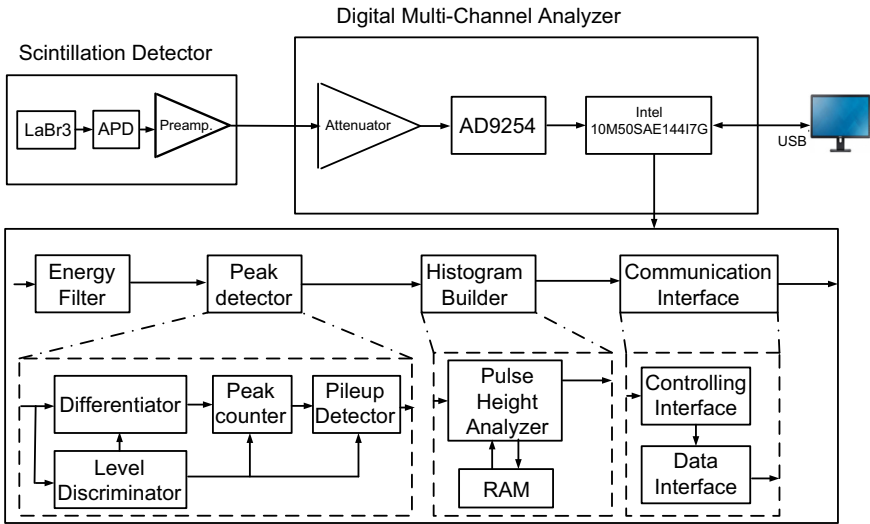 Digital Multi-Channel Analyzer
Scintillation Detector
LaBr3
APD
Preamp.
Attenuator
AD9254
Intel
10M50SAE144I7G
USB
Energy
Filter
Peak
detector
Histogram
Builder
Communication
Interface
Differentiator
Peak
counter
Pileup
Detector
Level
Discriminator
Pulse
Height
Analyzer
RAM
Controlling
Interface
Data
Interface